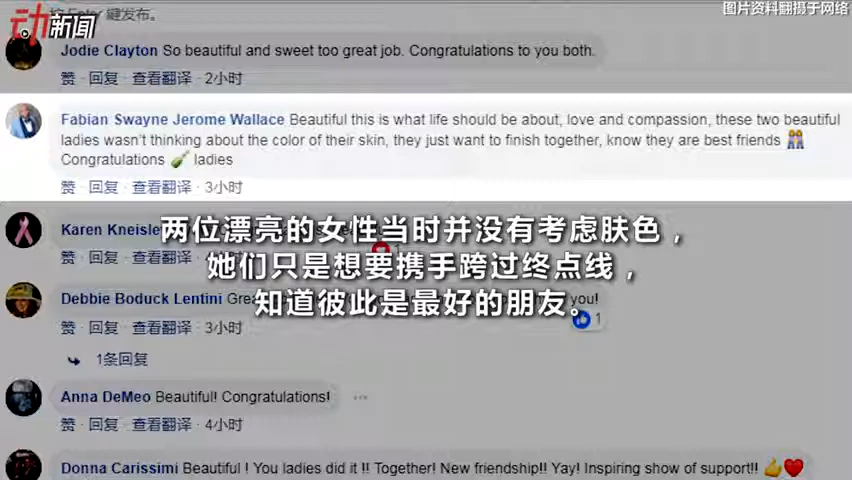 动新闻
图片资料翻摄于网络
键发布。
Jodie Clayton So beautiful and sweet too great job. Congratulations to you both.
赞 · 回复 · 查看翻译 · 2小时
Fabian Swayne Jerome Wallace Beautiful this is what life should be about, love and compassion, these two beautiful
ladies wasn't thinking about the color of their skin, they just want to finish together, know they are best friends 👭
Congratulations 🍾 ladies
赞 · 回复 · 查看翻译 · 3小时
Karen
赞 · 回复 · 查看翻译
两位漂亮的女性当时并没有考虑肤色，
她们只是想要携手跨过终点线，
知道彼此是最好的朋友。
Debbie Boduck Lentini
you!
1
赞 · 回复 · 查看翻译 · 3小时
1条回复
Anna DeMeo Beautiful! Congratulations!
赞 · 回复 · 查看翻译 · 4小时
Donna Carissimi Beautiful ! You ladies did it !! Together! New friendship!! Yay! Inspiring show of support!! 👍❤️